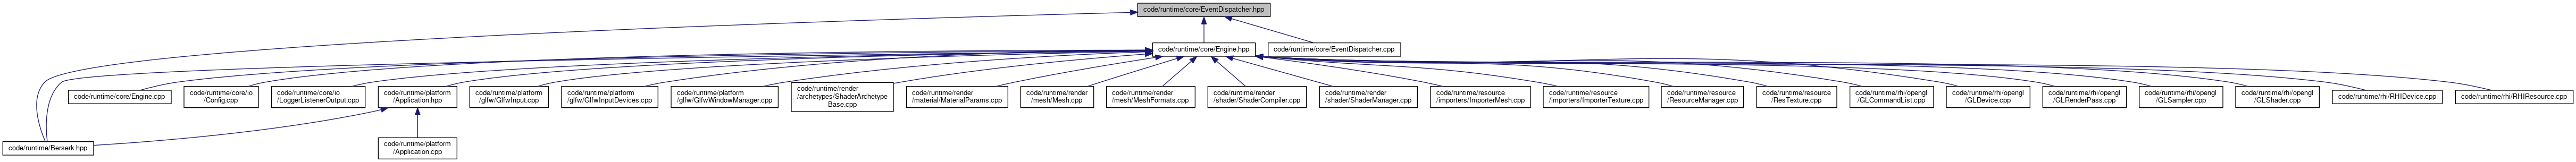 code/runtime/core/EventDispatcher.hpp
code/runtime/core/Engine.hpp
code/runtime/core/EventDispatcher.cpp
code/runtime/core/Engine.cpp
code/runtime/core/io
/Config.cpp
code/runtime/core/io
/LoggerListenerOutput.cpp
code/runtime/platform
/Application.hpp
code/runtime/platform
/glfw/GlfwInput.cpp
code/runtime/platform
/glfw/GlfwInputDevices.cpp
code/runtime/platform
/glfw/GlfwWindowManager.cpp
code/runtime/render
/archetypes/ShaderArchetype
Base.cpp
code/runtime/render
/material/MaterialParams.cpp
code/runtime/render
/mesh/Mesh.cpp
code/runtime/render
/mesh/MeshFormats.cpp
code/runtime/render
/shader/ShaderCompiler.cpp
code/runtime/render
/shader/ShaderManager.cpp
code/runtime/resource
/importers/ImporterMesh.cpp
code/runtime/resource
/importers/ImporterTexture.cpp
code/runtime/resource
/ResourceManager.cpp
code/runtime/resource
/ResTexture.cpp
code/runtime/rhi/opengl
/GLCommandList.cpp
code/runtime/rhi/opengl
/GLDevice.cpp
code/runtime/rhi/opengl
/GLRenderPass.cpp
code/runtime/rhi/opengl
/GLSampler.cpp
code/runtime/rhi/opengl
/GLShader.cpp
code/runtime/rhi/RHIDevice.cpp
code/runtime/rhi/RHIResource.cpp
code/runtime/Berserk.hpp
code/runtime/platform
/Application.cpp